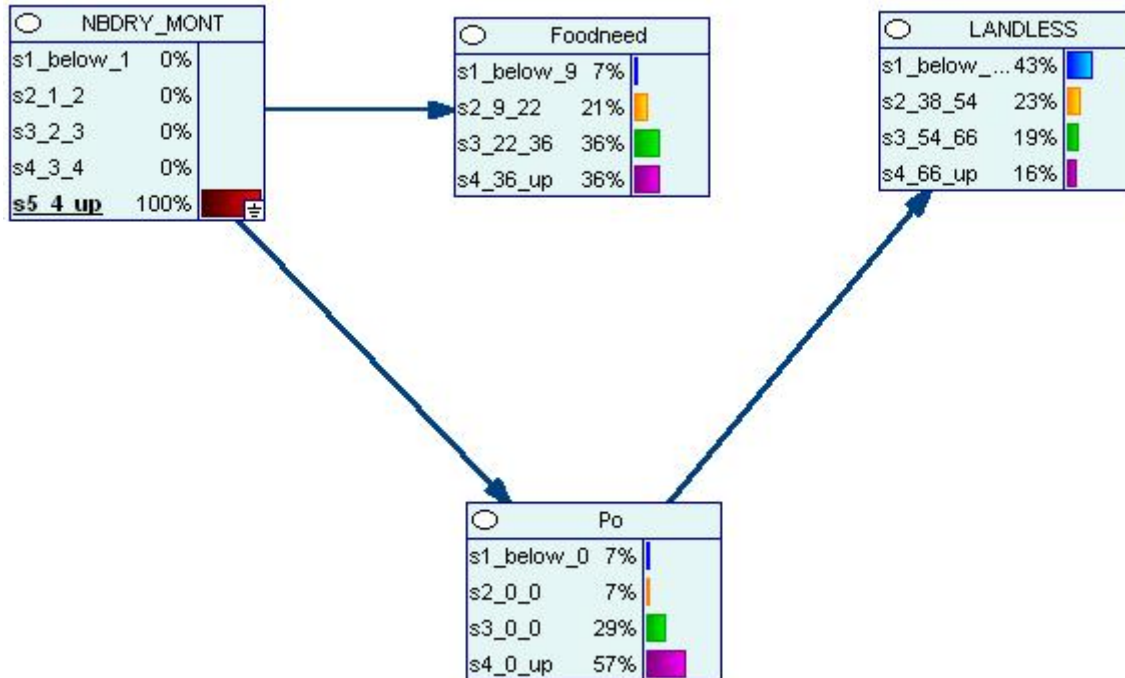 NBDRY_MONT
s1_below_1 0%
s2_1_2 0%
s3_2_3 0%
s4_3_4 0%
s5_4_up 100%
Foodneed
s1_below_9 7%
s2_9_22 21%
s3_22_36 36%
s4_36_up 36%
LANDLESS
s1_below_...43%
s2_38_54 23%
s3_54_66 19%
s4_66_up 16%
Po
s1_below_0 7%
s2_0_0 7%
s3_0_0 29%
s4_0_up 57%